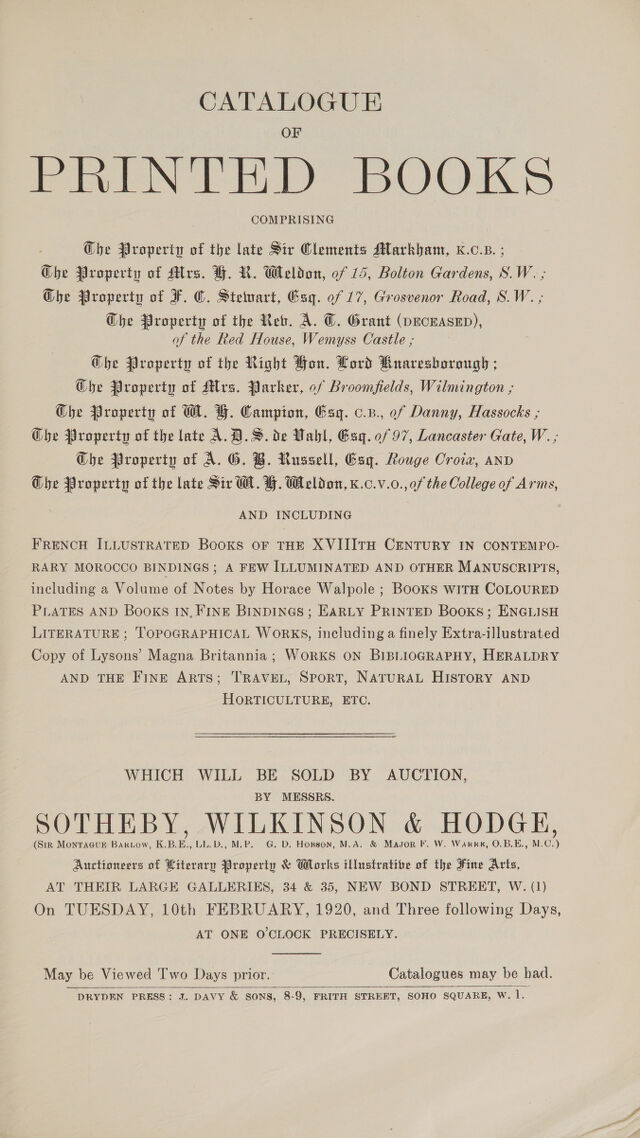 CATALOGUE
OF
PRINTED BOOKS
COMPRISING
The Property of the late Sir Clements Markham, K.C.B. ;
The Property of Mrs. H. R. Weldon, of 15, Bolton Gardens, S.W. ;
The Property of F. C. Stewart, Esq. of 17, Grosvenor Road, S.W. ;
The Property of the Rev. A. T. Grant (DECEASED),
of the Red House, Wemyss Castle ;
The Property of the Right Hon. Lord Knaresborough ;
The Property of Mrs. Parker, of Broomfields, Wilmington ;
The Property of W. H. Campion, Esq. C.B., of Danny, Hassocks ;
The Property of the late A. D. S. de Vahl, Esq. of 97, Lancaster Gate, W. ;
The Property of A. G. B. Russell, Esq. Rouge Croix, AND
The Property of the late Sir W. H. Weldon, K.C.V.O., of the College of Arms,
AND INCLUDING
FRENCH ILLUSTRATED BOOKS OF THE XVIIITH CENTURY IN CONTEMPO-
RARY MOROCCO BINDINGS ; A FEW ILLUMINATED AND OTHER MANUSCRIPTS,
including a Volume of Notes by Horace Walpole ; BOOKS WITH COLOURED
PLATES AND BOOKS IN FINE BINDINGS ; EARLY PRINTED BOOKS ; ENGLISH
LITERATURE ; TOPOGRAPHICAL WORKS, including a finely Extra-illustrated
Copy of Lysons' Magna Britannia ; WORKS ON BIBLIOGRAPHY, HERALDRY
AND THE FINE ARTS ; TRAVEL, SPORT, NATURAL HISTORY AND
HORTICULTURE, ETC.
WHICH WILL BE SOLD BY AUCTION,
BY MESSRS.
SOTHEBY, WILKINSON & HODGE,
(SIR MONTAGUE BARLOW, K.B.E., LL.D., M.P. G. D. HOBSON, M.A. & MAJOR F. W. WARRE, O.B.E., M.C.)
Auctioneers of Literary Property & Works illustrative of the Fine Arts,
AT THEIR LARGE GALLERIES, 34 & 35, NEW BOND STREET, W. (1)
On TUESDAY, 10th FEBRUARY, 1920, and Three following Days,
AT ONE O'CLOCK PRECISELY.
May be Viewed Two Days prior. Catalogues may be had.
DRYDEN PRESS : J. DAVY & SONS, 8-9, FRITH STREET, SOHO SQUARE, W. 1.